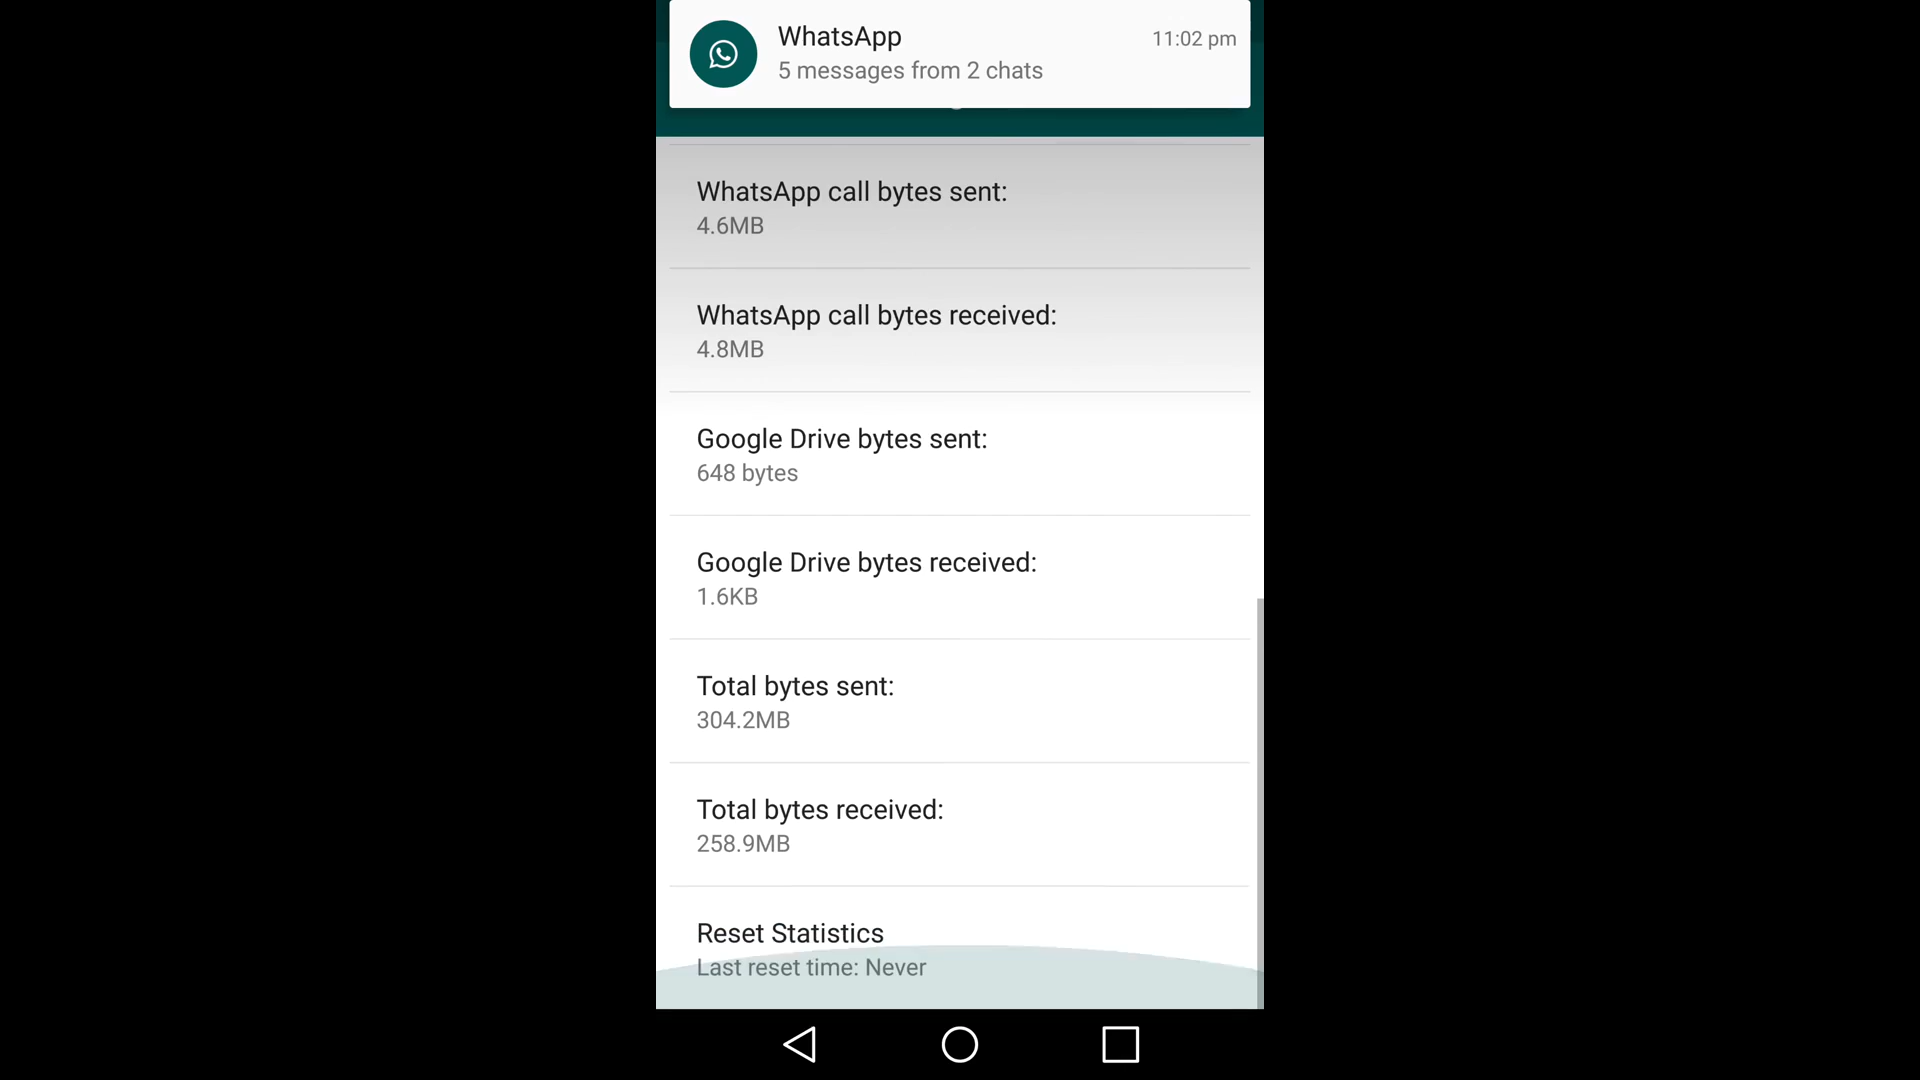 WhatsApp
11:02 pm
5 messages from 2 chats
WhatsApp call bytes sent:
4.6MB
WhatsApp call bytes received:
4.8MB
Google Drive bytes sent:
648 bytes
Google Drive bytes received:
1.6KB
Total bytes sent:
304.2MB
Total bytes received:
258.9MB
Reset Statistics
Last reset time: Never